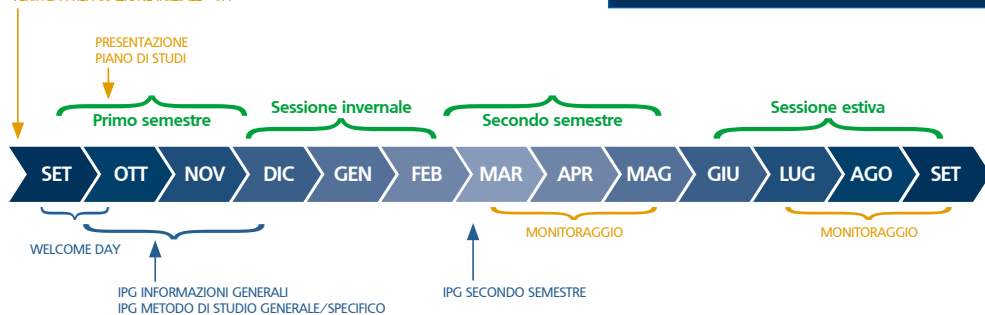 PRESENTAZIONE
PIANO DI STUDI
Primo semestre
Sessione invernale
Secondo semestre
Sessione estiva
SET OTT NOV DIC GEN FEB MAR APR MAG GIU LUG AGO SET
WELCOME DAY
MONITORAGGIO
MONITORAGGIO
IPG INFORMAZIONI GENERALI
IPG METODO DI STUDIO GENERALE/SPECIFICO
IPG SECONDO SEMESTRE